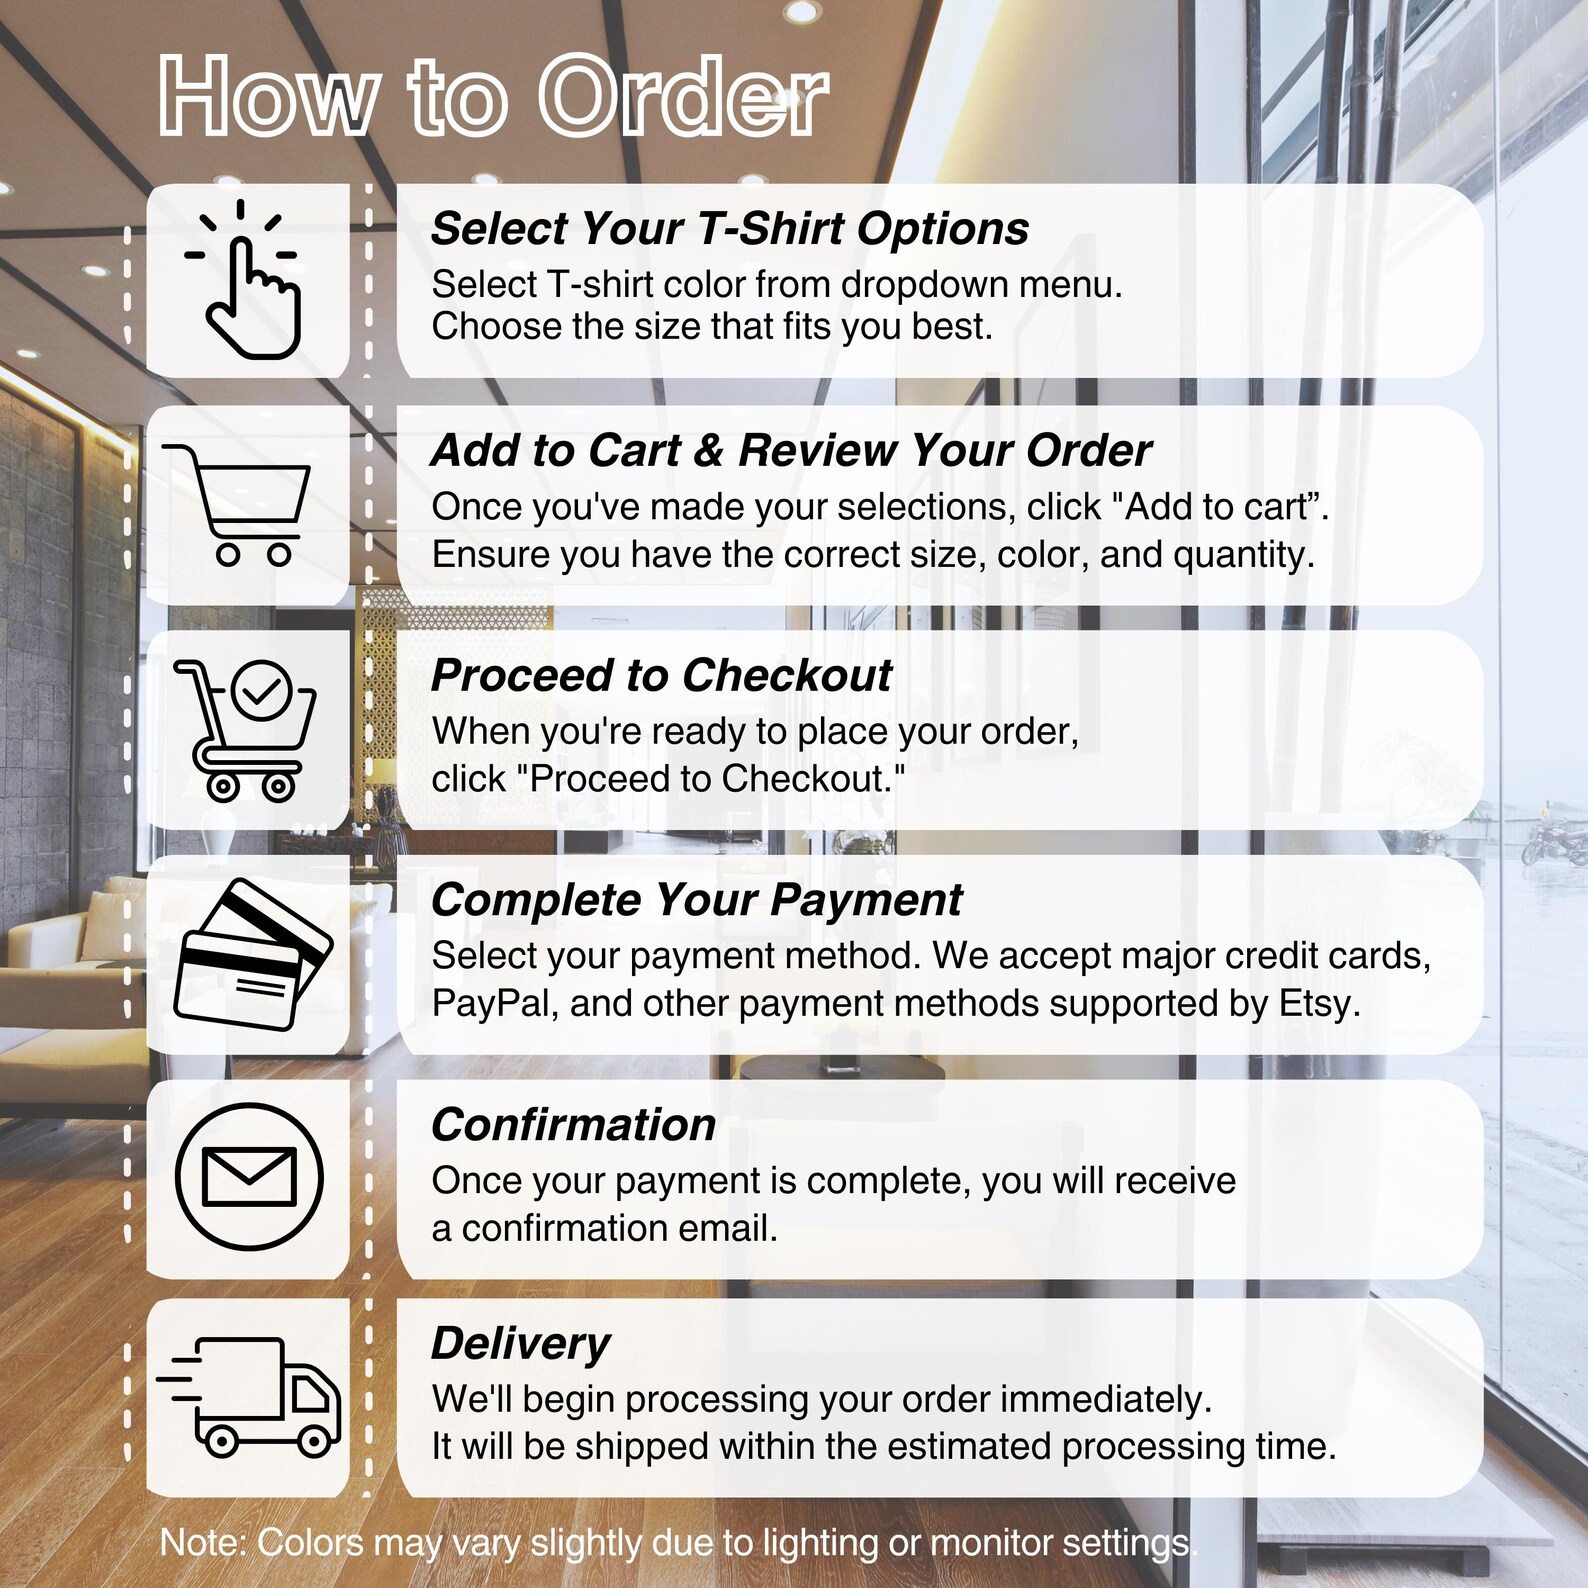 How to Order
Select Your T-Shirt Options
Select T-shirt color from dropdown menu.
Choose the size that fits you best.
Add to Cart & Review Your Order
Once you've made your selections, click "Add to cart”.
Ensure you have the correct size, color, and quantity.
Proceed to Checkout
When you're ready to place your order,
click "Proceed to Checkout."
Complete Your Payment
Select your payment method. We accept major credit cards,
PayPal, and other payment methods supported by Etsy.
Confirmation
Once your payment is complete, you will receive
a confirmation email.
Delivery
We'll begin processing your order immediately.
It will be shipped within the estimated processing time.
Note: Colors may vary slightly due to lighting or monitor settings.